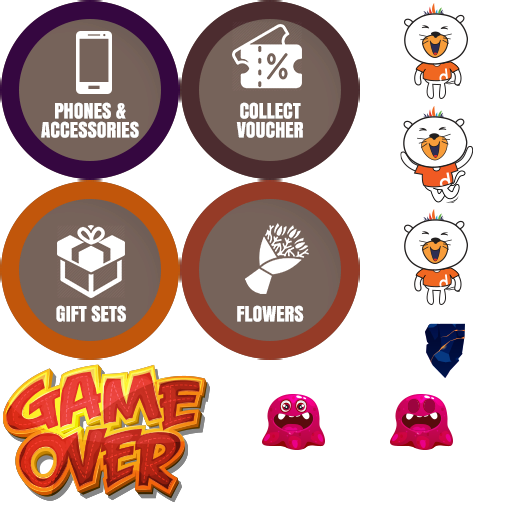 PHONES &
ACCESSORIES
%
COLLECT
VOUCHER
GIFT SETS
FLOWERS
d
d
d
GAME
OVER